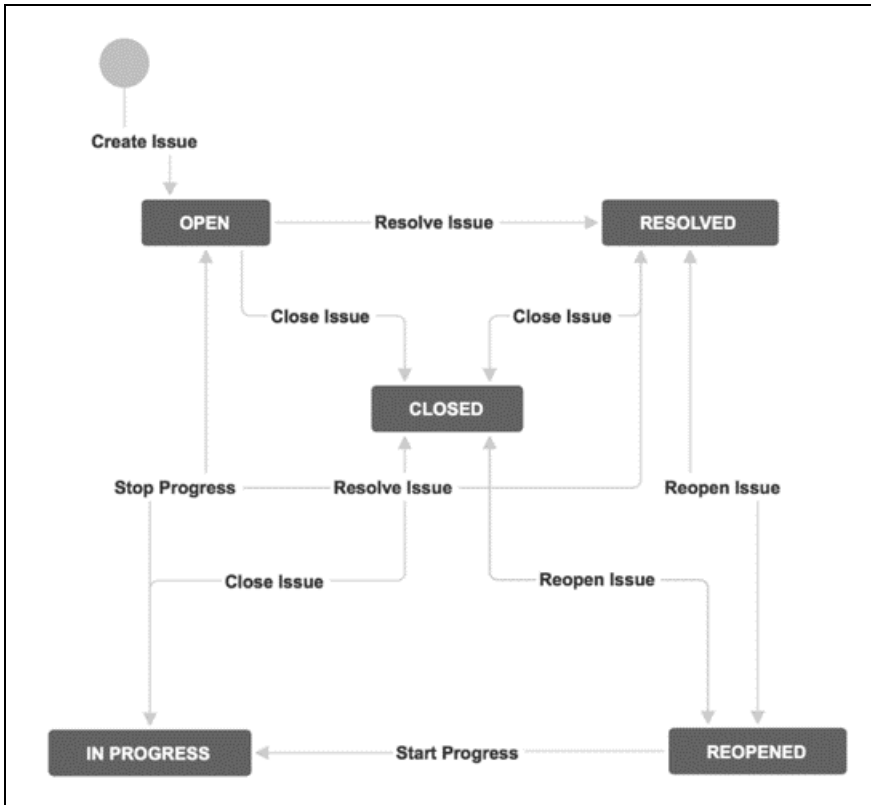 Create Issue
OPEN
Resolve Issue
RESOLVED
Close Issue
Close Issue
CLOSED
Stop Progress
Resolve Issue
Reopen Issue
Close Issue
Reopen Issue
IN PROGRESS
Start Progress
REOPENED